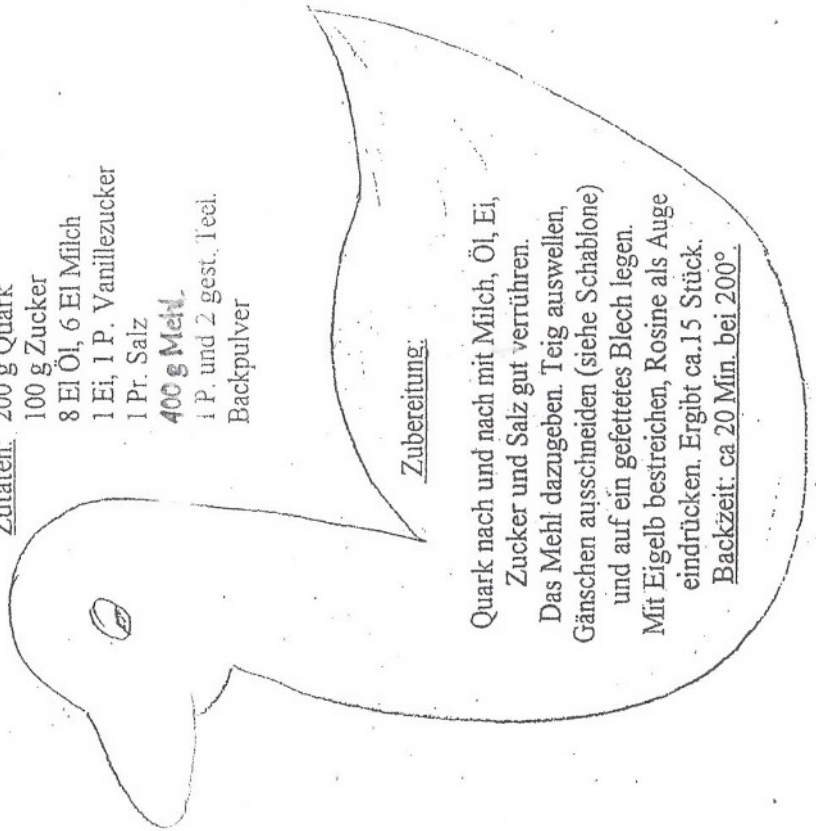 Zutaten: 200 g Quark
100 g Zucker
8 El Öl, 6 El Milch
1 Ei, 1 P. Vanillezucker
1 Pr. Salz
400 g Mehl
1 P. und 2 gest. Teel.
Backpulver
Zubereitung:
Quark nach und nach mit Milch, Öl, Ei,
Zucker und Salz gut verrühren.
Das Mehl dazugeben. Teig auswellen,
Gänschen ausschneiden (siehe Schablone)
und auf ein gefettetes Blech legen.
Mit Eigelb bestreichen, Rosine als Auge
eindrücken. Ergibt ca.15 Stück.
Backzeit: ca 20 Min. bei 200°